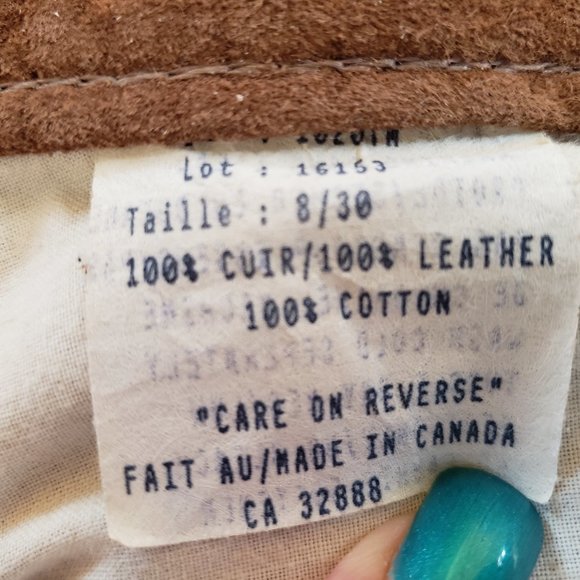 Lot : 16153
Taille : 8/30
100% CUIR/100% LEATHER
100% COTTON
"CARE ON REVERSE"
FAIT AU/MADE IN CANADA
CA 32888